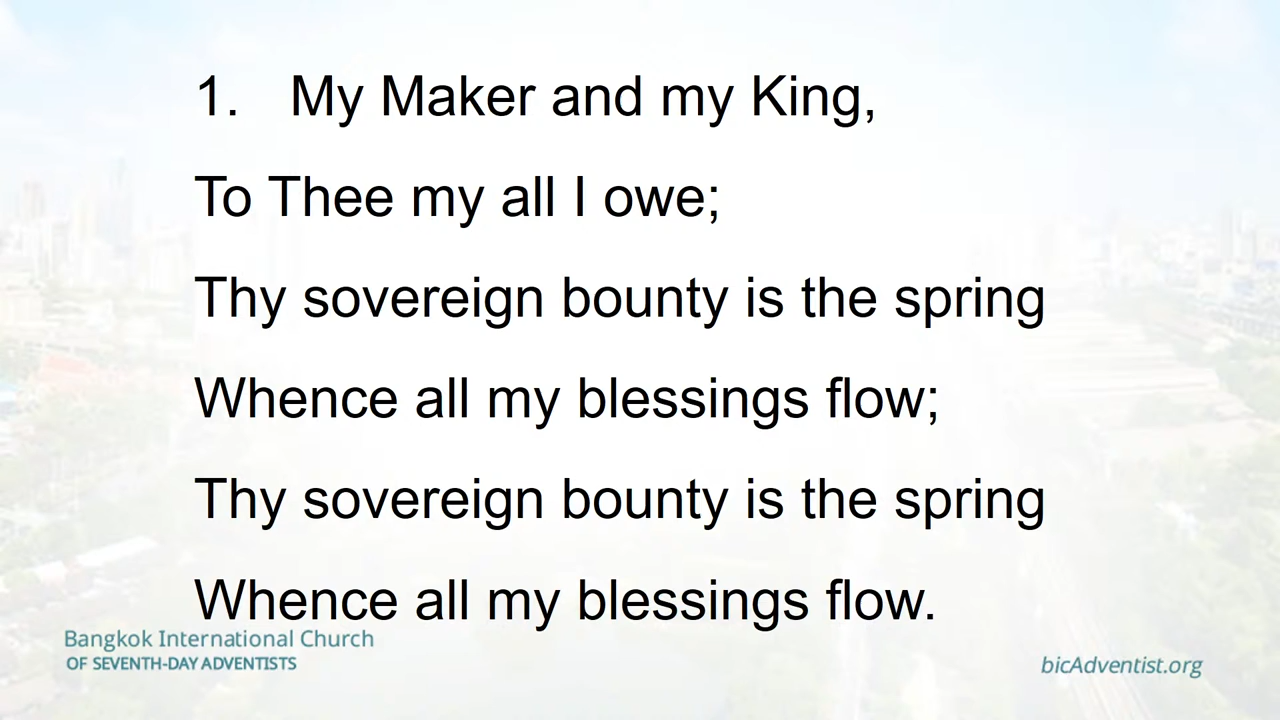 1. My Maker and my King,
To Thee my all I owe;
Thy sovereign bounty is the spring
Whence all my blessings flow;
Thy sovereign bounty is the spring
Whence all my blessings flow.
Bangkok International Church
OF SEVENTH-DAY ADVENTISTS
bicAdventist.org